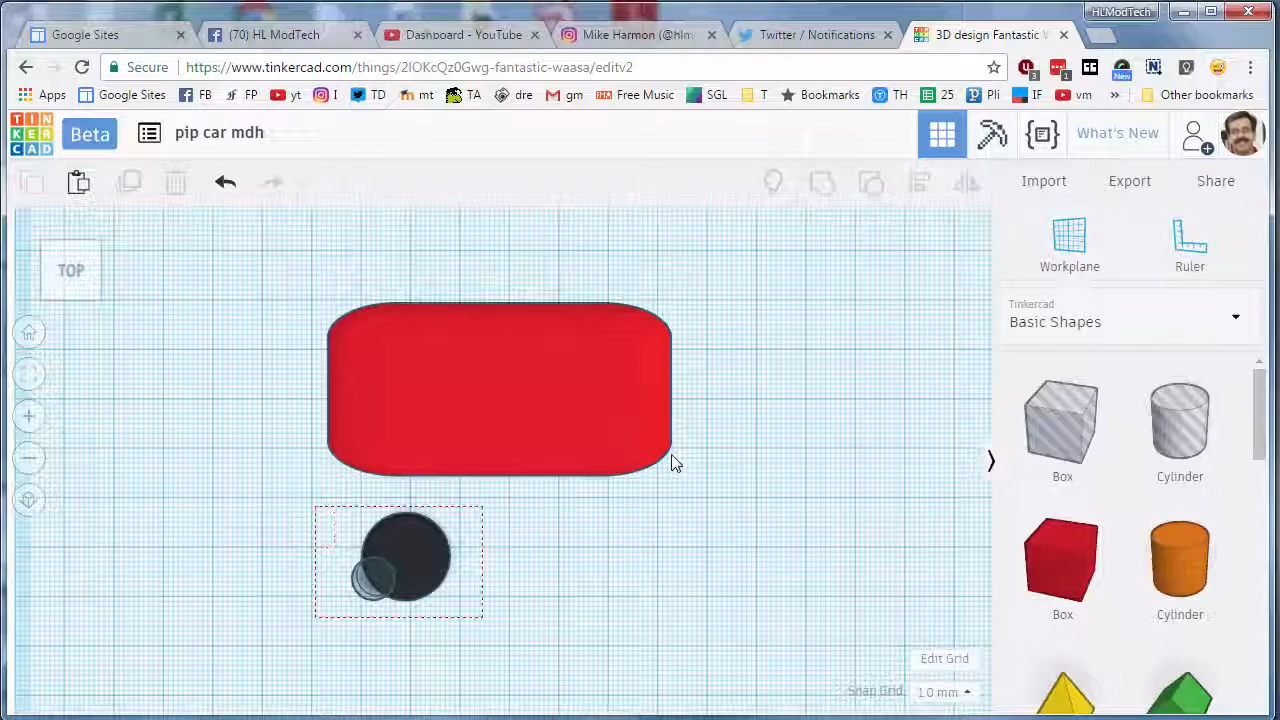 HLModTech
Google Sites
(70) HL ModTech
Dashboard - YouTube
Mike Harmon (@hlm
Twitter / Notifications
3D design Fantastic W
Secure
https://www.tinkercad.com/things/2IOKcQz0Gwg-fantastic-waasa/editv2
3
1
New
Apps
Google Sites
FB
FP
yt
I
TD
mt
TA
dre
gm
Free Music
SGL
T
Bookmarks
TH
25
Pli
IF
vm
»
Other bookmarks
TIN
KER
CAD
Beta
pip car mdh
What's New
Import
Export
Share
TOP
Workplane
Ruler
Tinkercad
Basic Shapes
Box
Cylinder
Box
Cylinder
Edit Grid
Snap Grid
1.0 mm